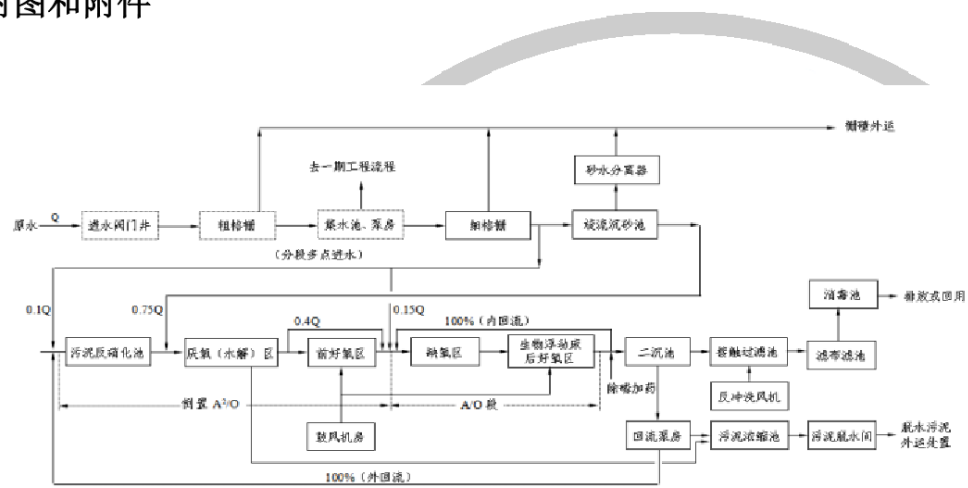 附图和附件
栅渣外运
去一期工程流程
砂水分离器
原水
Q
进水阀门井
粗格栅
集水池、泵房
细格栅
旋流沉砂池
(分段多点进水)
消毒池
排放或回用
0.1Q
0.75Q
0.4Q
0.15Q
100%(内回流)
污泥反硝化池
厌氧(水解)区
前好氧区
缺氧区
生物浮动床
后好氧区
二沉池
接触过滤池
滤布滤池
除磷加药
反冲洗风机
倒置 A²/O
A/O 段
鼓风机房
回流泵房
污泥浓缩池
污泥脱水间
脱水污泥
外运处置
100%(外回流)